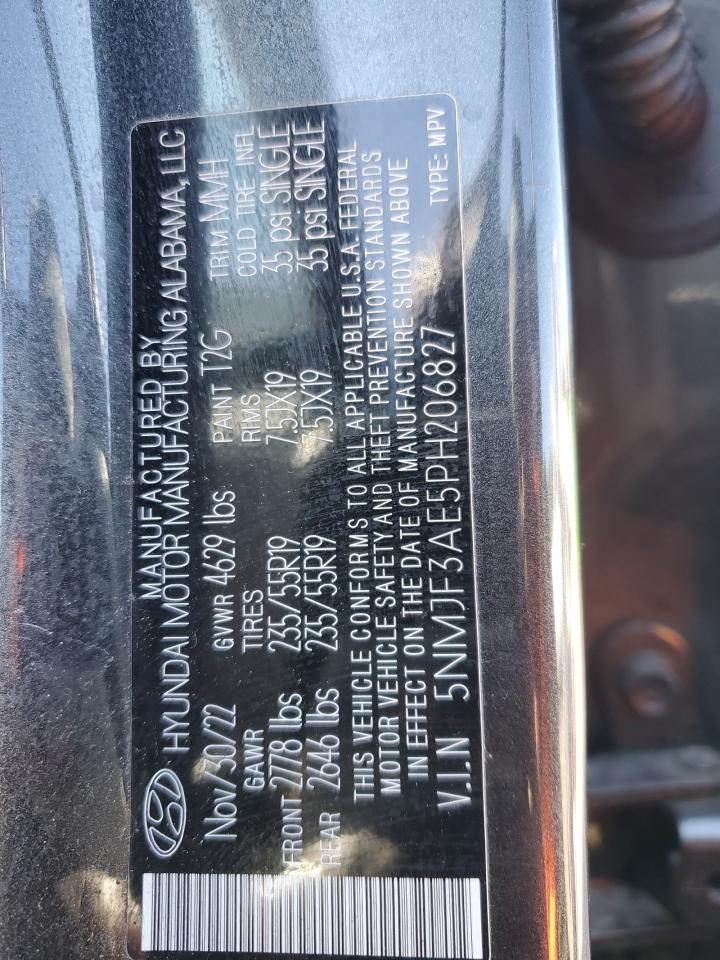 MANUFACTURED BY
HYUNDAI MOTOR MANUFACTURING ALABAMA, LLC
Nov/30/22 GVWR 4629 lbs PAINT T2G TRIM MMH
GAWR TIRES RIMS COLD TIRE INFL
FRONT 2778 lbs 235/55R19 7.5JX19 35 psi SINGLE
REAR 2646 lbs 235/55R19 7.5JX19 35 psi SINGLE
THIS VEHICLE CONFORMS TO ALL APPLICABLE U.S.A. FEDERAL
MOTOR VEHICLE SAFETY AND THEFT PREVENTION STANDARDS
IN EFFECT ON THE DATE OF MANUFACTURE SHOWN ABOVE
V.I.N 5NMJF3AE5PH206827 TYPE: MPV